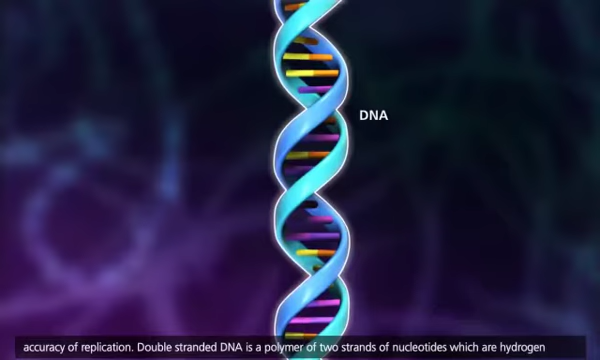 DNA
accuracy of replication. Double stranded DNA is a polymer of two strands of nucleotides which are hydrogen